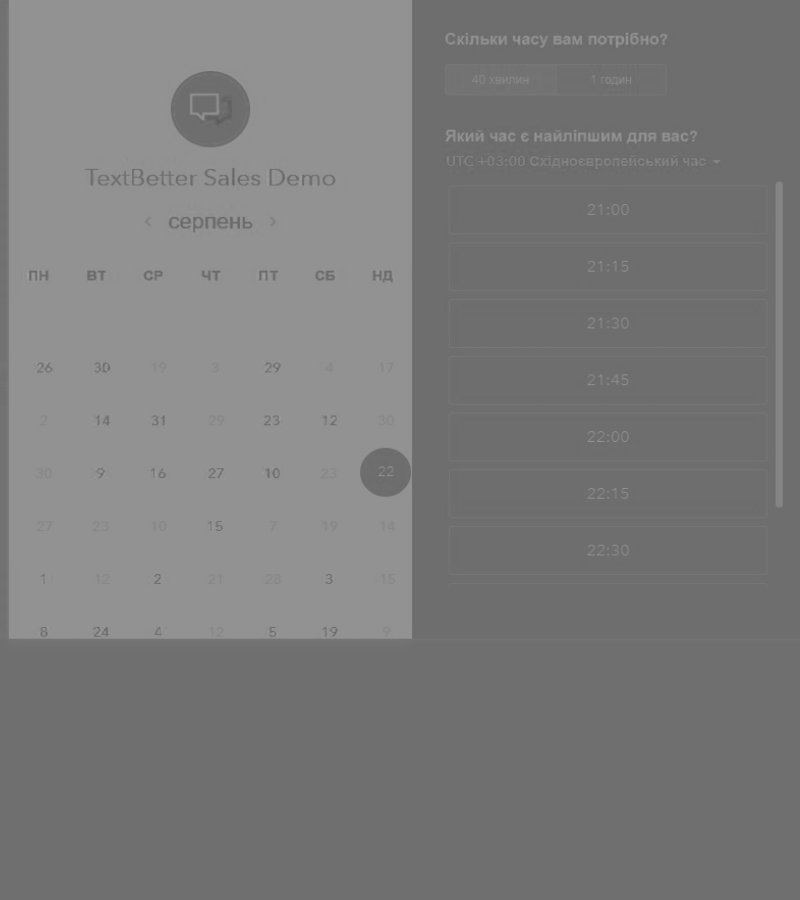 TextBetter Sales Demo
серпень
ПН ВТ СР ЧТ ПТ СБ НД
26 30 19 3 29 4 17
2 14 31 29 23 12 30
30 9 16 27 10 23 22
27 23 10 15 7 19 14
1 12 2 21 28 3 15
8 24 4 12 5 19 9
Скільки часу вам потрібно?
40 хвилин 1 годин
Який час є найліпшим для вас?
UTC +03:00 Східноєвропейський час
21:00
21:15
21:30
21:45
22:00
22:15
22:30